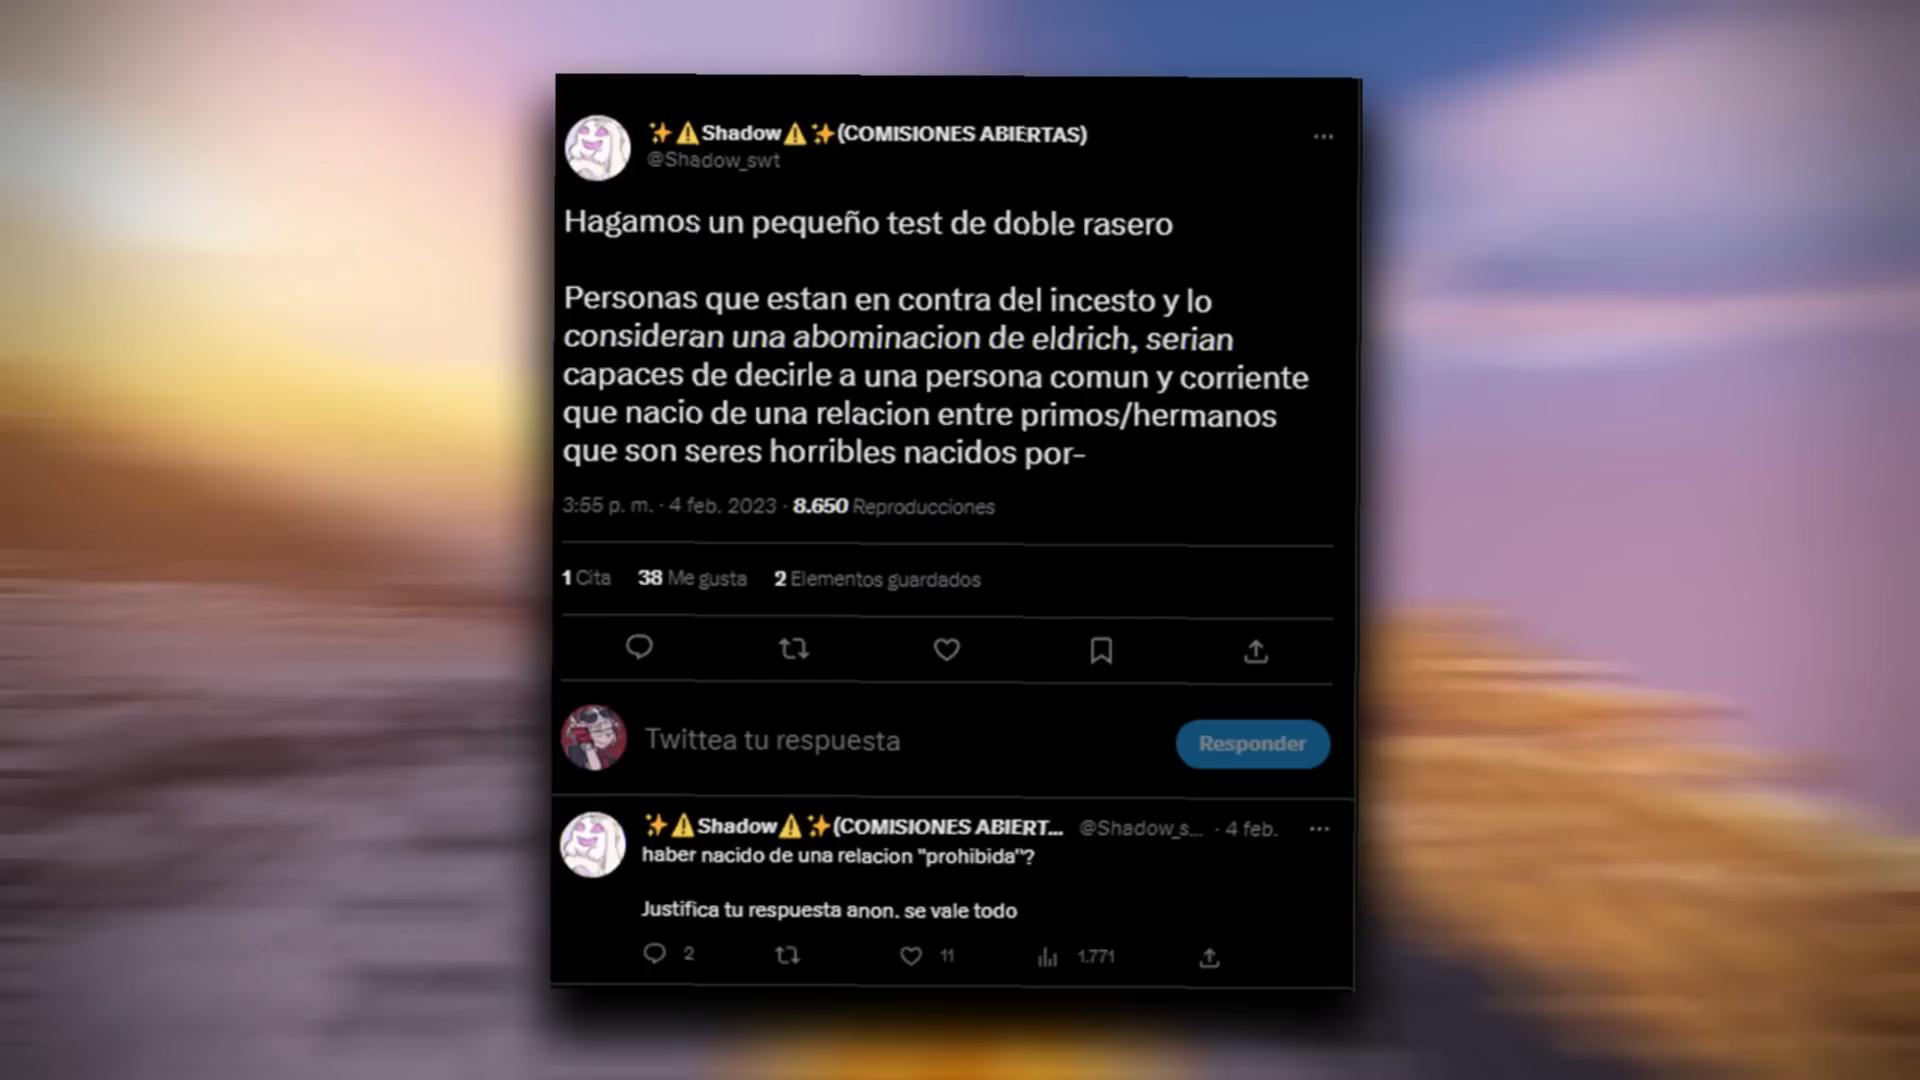 ✨⚠️Shadow⚠️✨(COMISIONES ABIERTAS)
@Shadow_swt
Hagamos un pequeño test de doble rasero
Personas que estan en contra del incesto y lo
consideran una abominacion de eldrich, serian
capaces de decirle a una persona comun y corriente
que nacio de una relacion entre primos/hermanos
que son seres horribles nacidos por-
3:55 p. m. · 4 feb. 2023 · 8.650 Reproducciones
1 Cita 38 Me gusta 2 Elementos guardados
Twittea tu respuesta
Responder
✨⚠️Shadow⚠️✨(COMISIONES ABIERT... @Shadow_s... · 4 feb.
haber nacido de una relacion "prohibida"?
Justifica tu respuesta anon. se vale todo
2 11 1.771